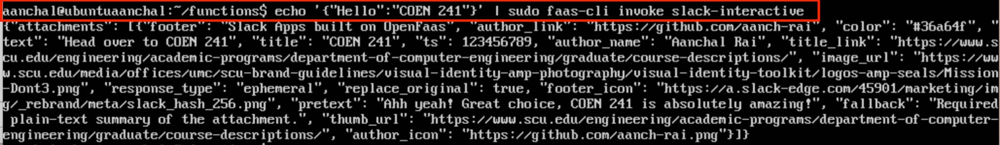 aanchal@ubuntuaanchal:~/functions$ echo '{"Hello":"COEN 241"}' | sudo faas-cli invoke slack-interactive
{"attachments": [{"footer": "Slack Apps built on OpenFaas", "author_link": "https://github.com/aanch-rai", "color": "#36a64f", "
text": "Head over to COEN 241", "title": "COEN 241", "ts": 123456789, "author_name": "Aanchal Rai", "title_link": "https://www.s
cu.edu/engineering/academic-programs/department-of-computer-engineering/graduate/course-descriptions/", "image_url": "https://ww
w.scu.edu/media/offices/umc/scu-brand-guidelines/visual-identity-amp-photography/visual-identity-toolkit/logos-amp-seals/Mission
-Dont3.png", "response_type": "ephemeral", "replace_original": true, "footer_icon": "https://a.slack-edge.com/45901/marketing/im
g/_rebrand/meta/slack_hash_256.png", "pretext": "Ahh yeah! Great choice, COEN 241 is absolutely amazing!", "fallback": "Required
 plain-text summary of the attachment.", "thumb_url": "https://www.scu.edu/engineering/academic-programs/department-of-computer-
engineering/graduate/course-descriptions/", "author_icon": "https://github.com/aanch-rai.png"}]}